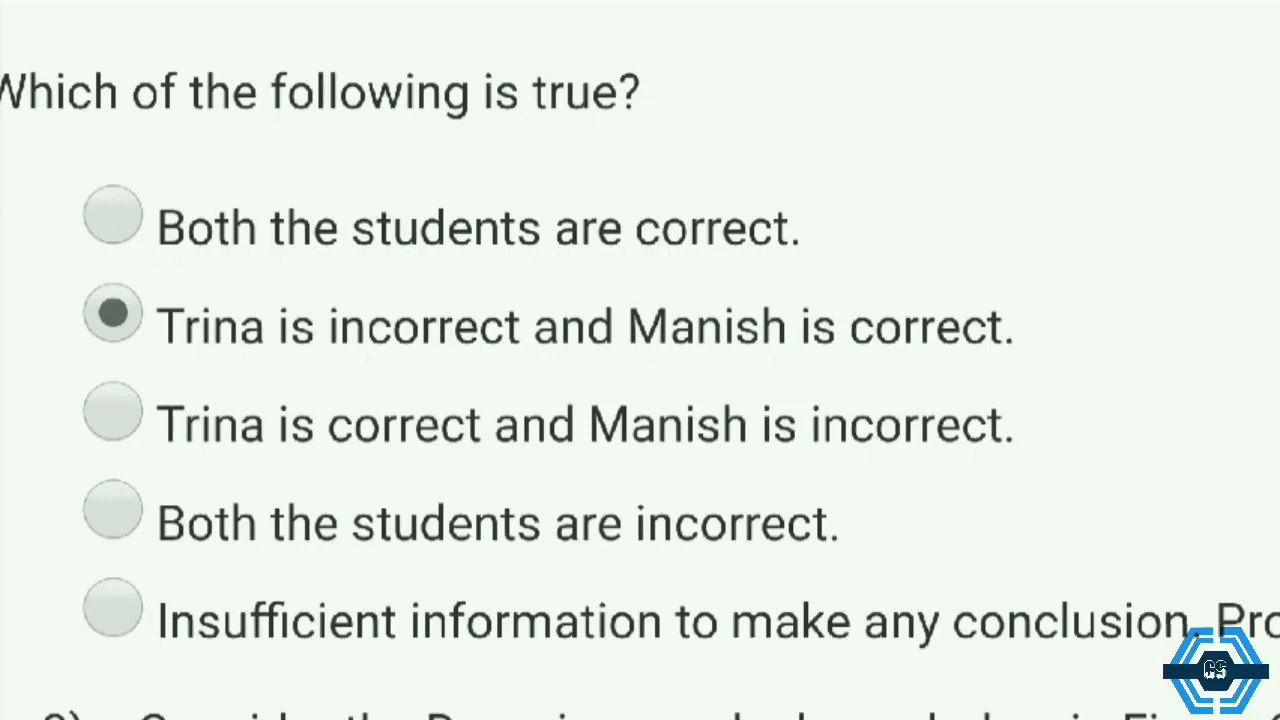 Which of the following is true?
Both the students are correct.
Trina is incorrect and Manish is correct.
Trina is correct and Manish is incorrect.
Both the students are incorrect.
Insufficient information to make any conclusion. Pro
GS